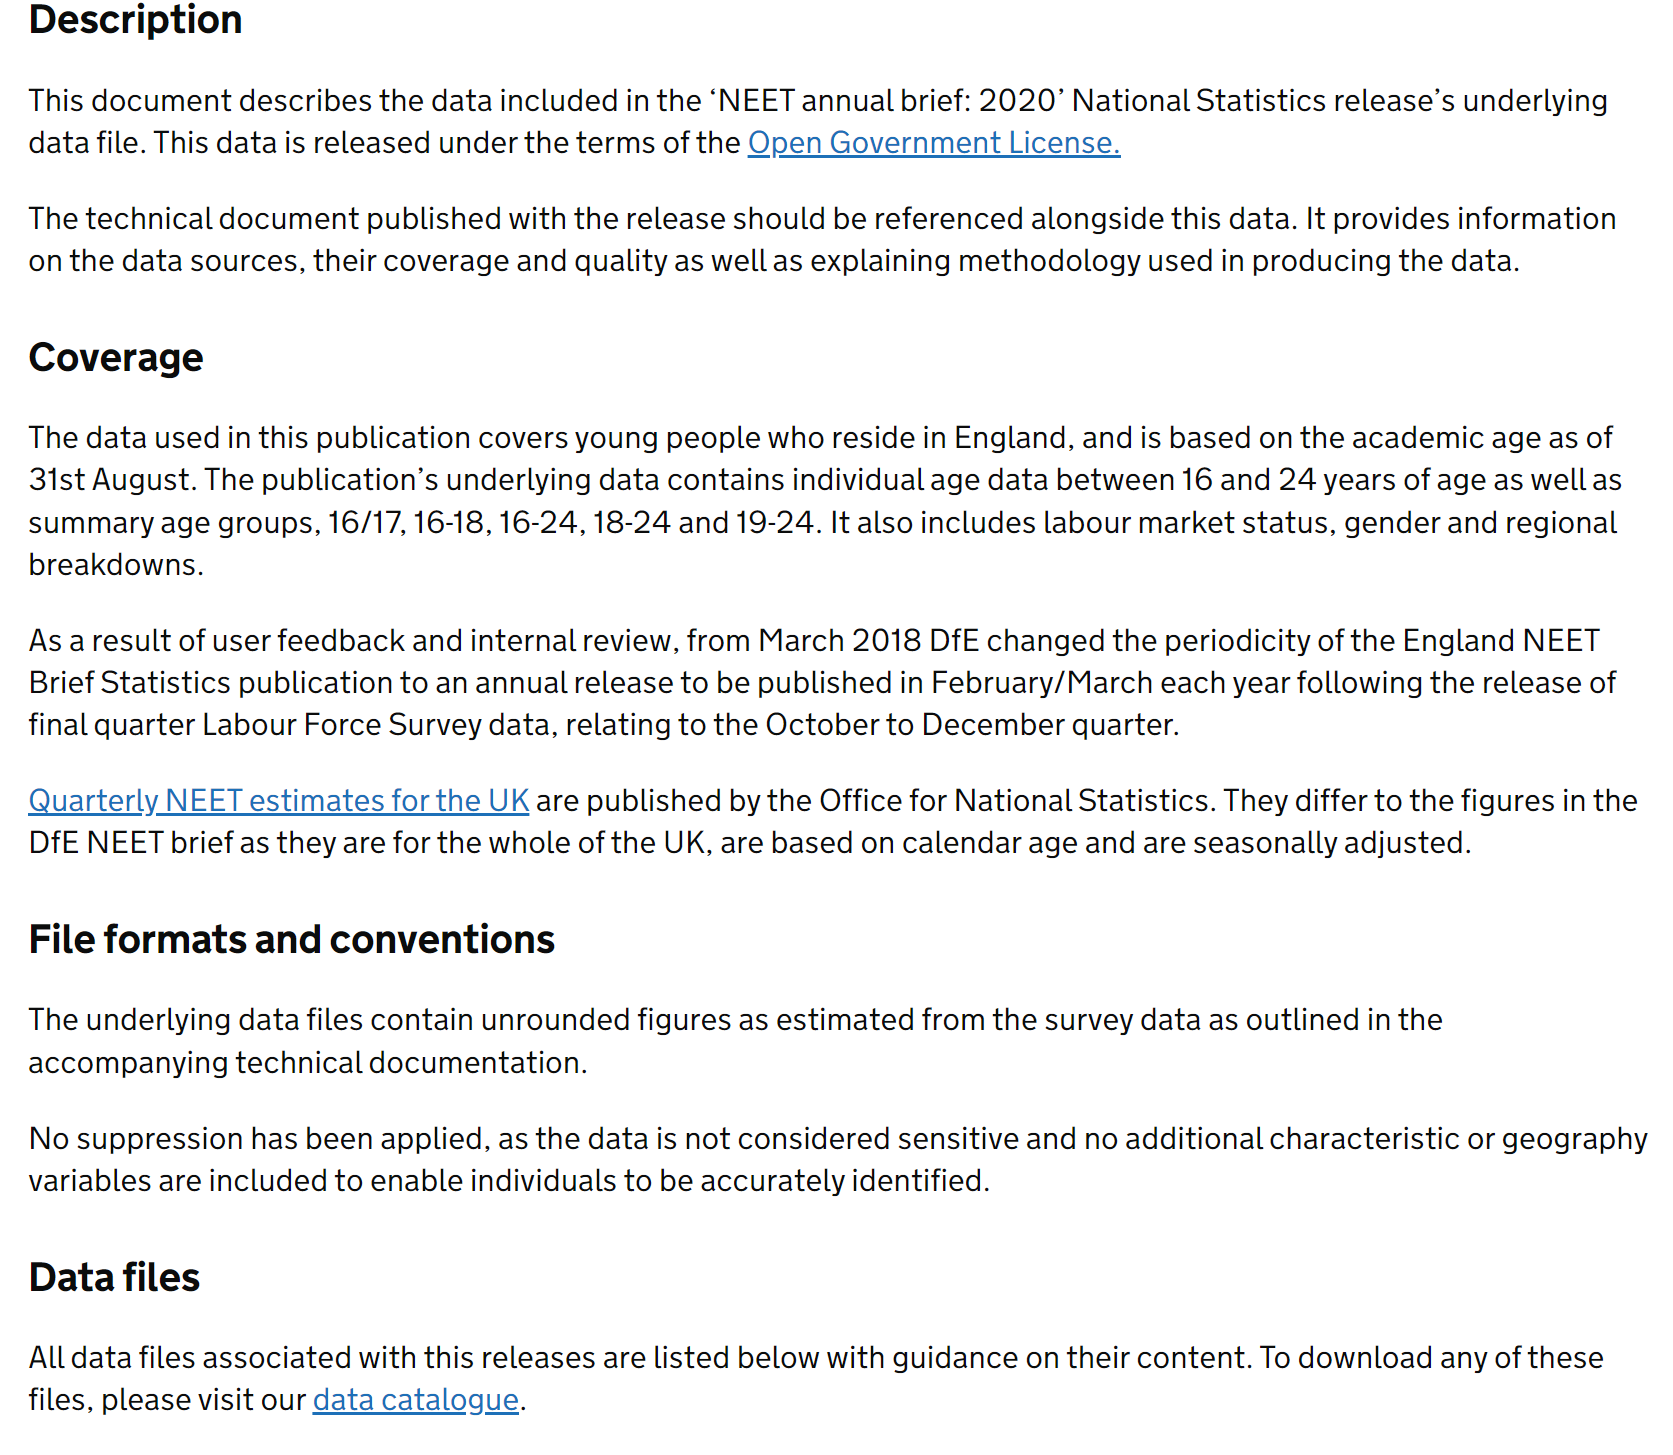 Description
This document describes the data included in the ‘NEET annual brief: 2020’ National Statistics release’s underlying
data file. This data is released under the terms of the Open Government License.
The technical document published with the release should be referenced alongside this data. It provides information
on the data sources, their coverage and quality as well as explaining methodology used in producing the data.
Coverage
The data used in this publication covers young people who reside in England, and is based on the academic age as of
31st August. The publication’s underlying data contains individual age data between 16 and 24 years of age as well as
summary age groups, 16/17, 16-18, 16-24, 18-24 and 19-24. It also includes labour market status, gender and regional
breakdowns.
As a result of user feedback and internal review, from March 2018 DfE changed the periodicity of the England NEET
Brief Statistics publication to an annual release to be published in February/March each year following the release of
final quarter Labour Force Survey data, relating to the October to December quarter.
Quarterly NEET estimates for the UK are published by the Office for National Statistics. They differ to the figures in the
DfE NEET brief as they are for the whole of the UK, are based on calendar age and are seasonally adjusted.
File formats and conventions
The underlying data files contain unrounded figures as estimated from the survey data as outlined in the
accompanying technical documentation.
No suppression has been applied, as the data is not considered sensitive and no additional characteristic or geography
variables are included to enable individuals to be accurately identified.
Data files
All data files associated with this releases are listed below with guidance on their content. To download any of these
files, please visit our data catalogue.